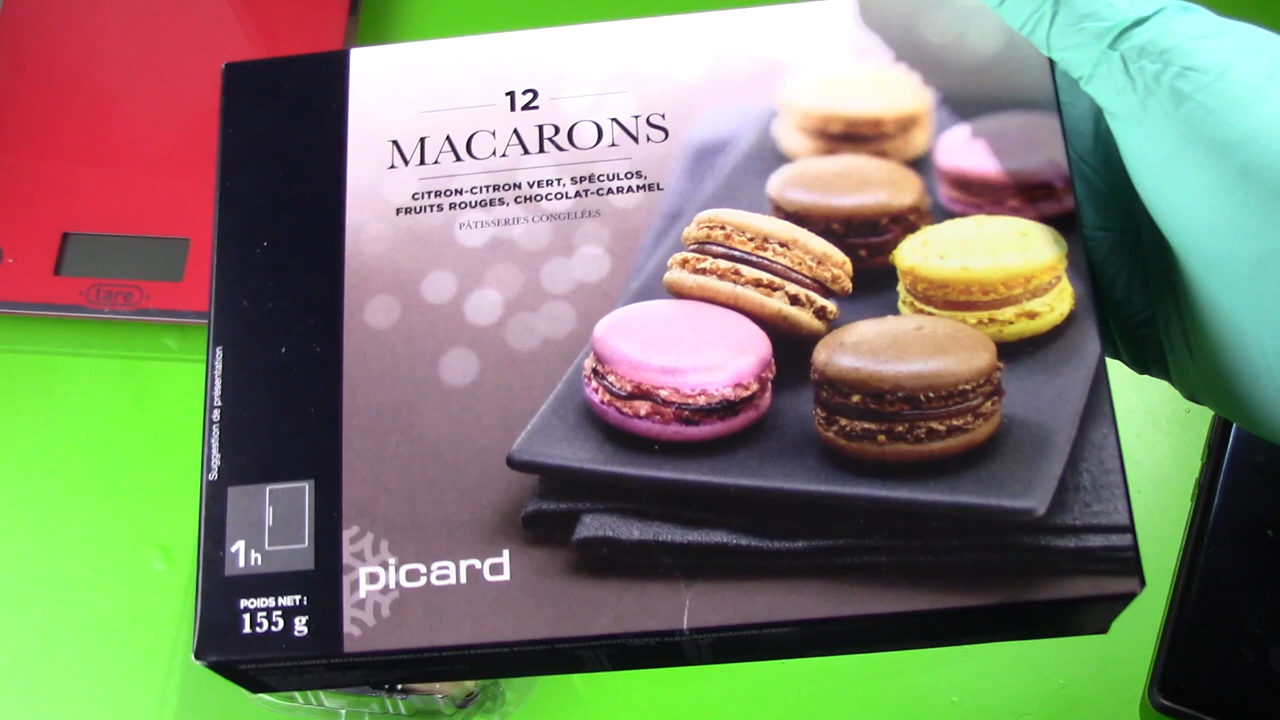 12
MACARONS
CITRON-CITRON VERT, SPÉCULOS,
FRUITS ROUGES, CHOCOLAT-CARAMEL
PÂTISSERIES CONGELÉES
tare
Suggestion de présentation
1h
picard
POIDS NET :
155 g